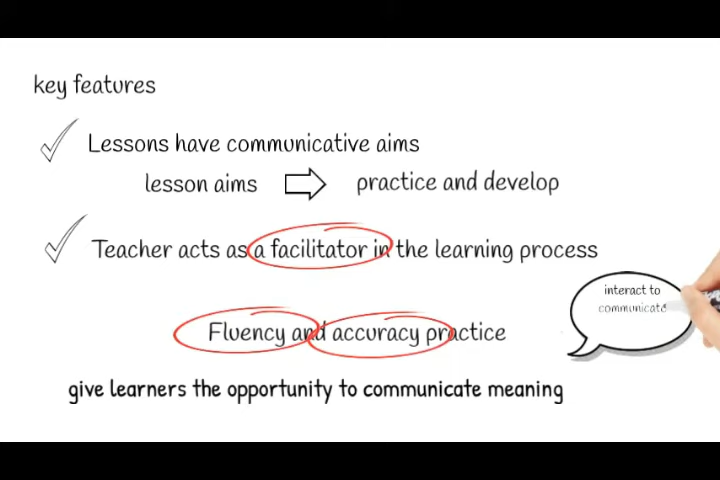 key features
Lessons have communicative aims
lesson aims
practice and develop
Teacher acts as a facilitator in the learning process
interact to
communicate
Fluency and accuracy practice
give learners the opportunity to communicate meaning